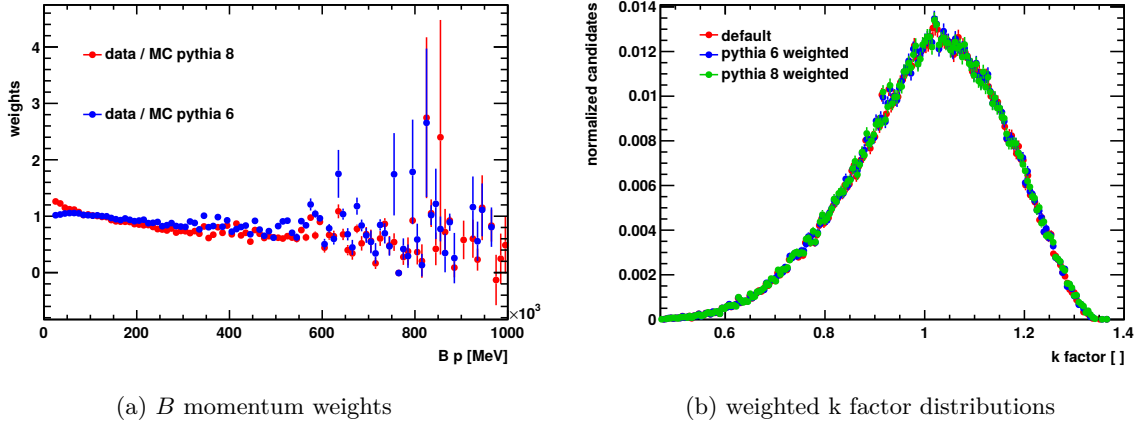 4
3
2
1
0
weights
data / MC pythia 8
data / MC pythia 6
0
200
400
600
800
1000
×10³
B p [MeV]
0.014
0.012
0.01
0.008
0.006
0.004
0.002
0
normalized candidates
default
pythia 6 weighted
pythia 8 weighted
0.6
0.8
1
1.2
1.4
k factor [ ]
(a) B momentum weights
(b) weighted k factor distributions